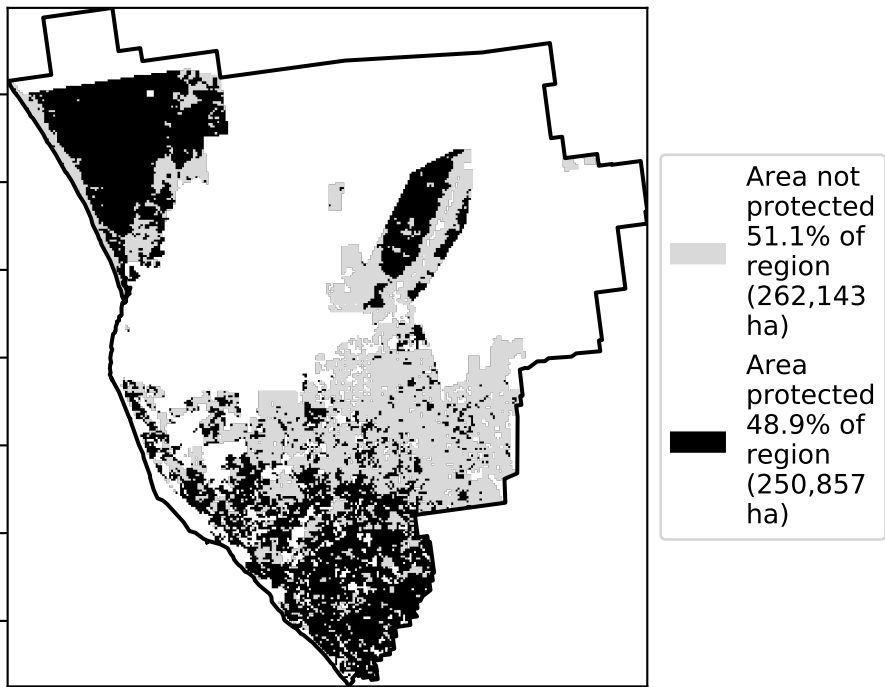 Area not
protected
51.1% of
region
(262,143
ha)
Area
protected
48.9% of
region
(250,857
ha)